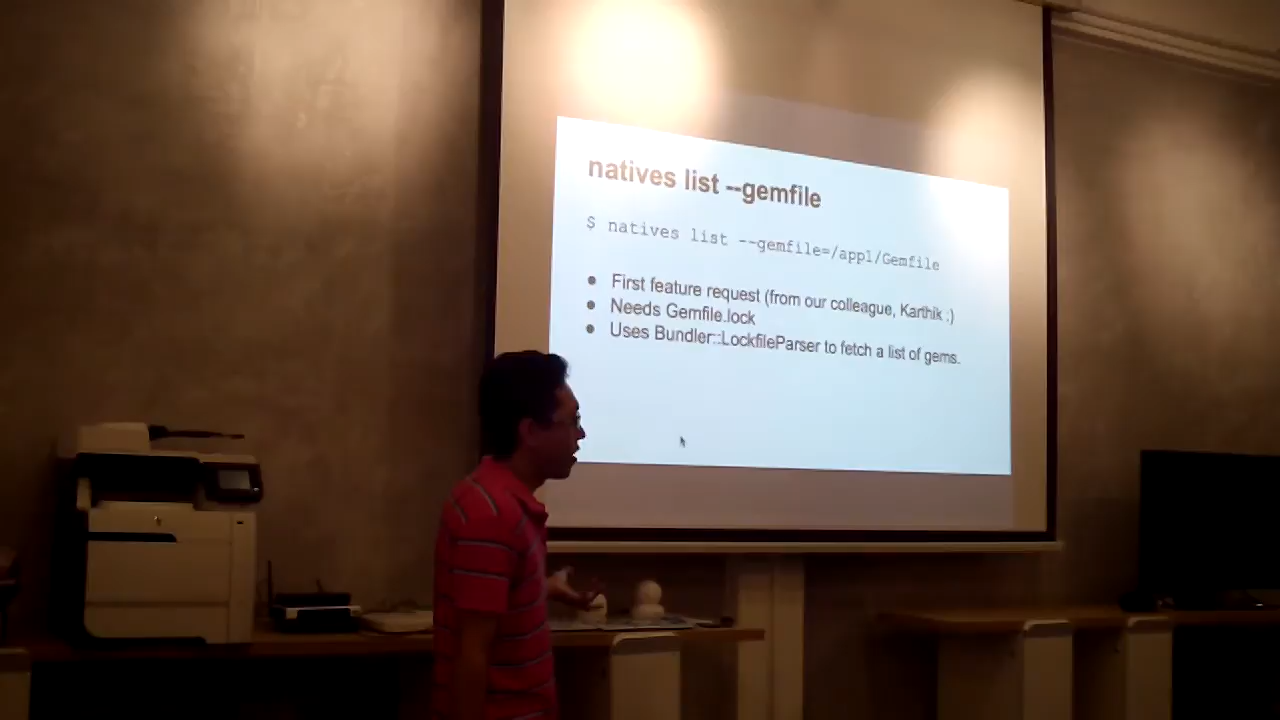 natives list --gemfile
$ natives list --gemfile=/app1/Gemfile
● First feature request (from our colleague, Karthik :)
● Needs Gemfile.lock
● Uses Bundler::LockfileParser to fetch a list of gems.